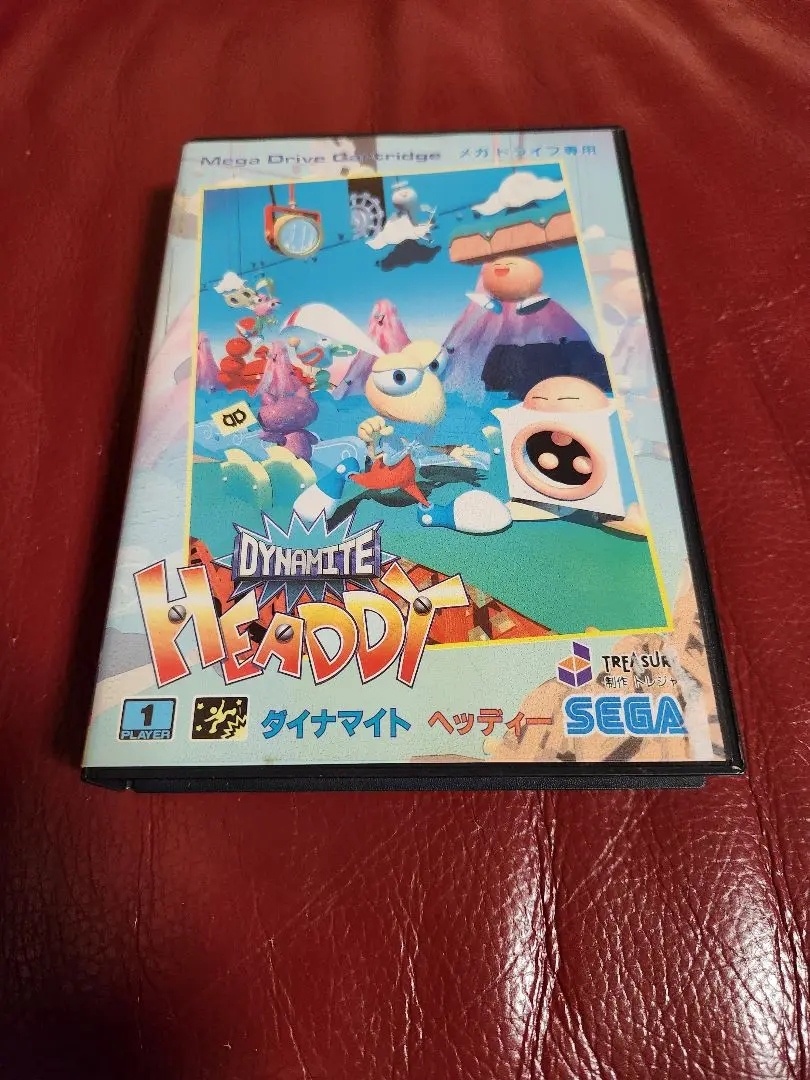 Mega Drive Cartridge メガドライブ専用
DYNAMITE
HEADDY
TREASUR
制作 トレジャ
1
PLAYER
ダイナマイト ヘッディー
SEGA